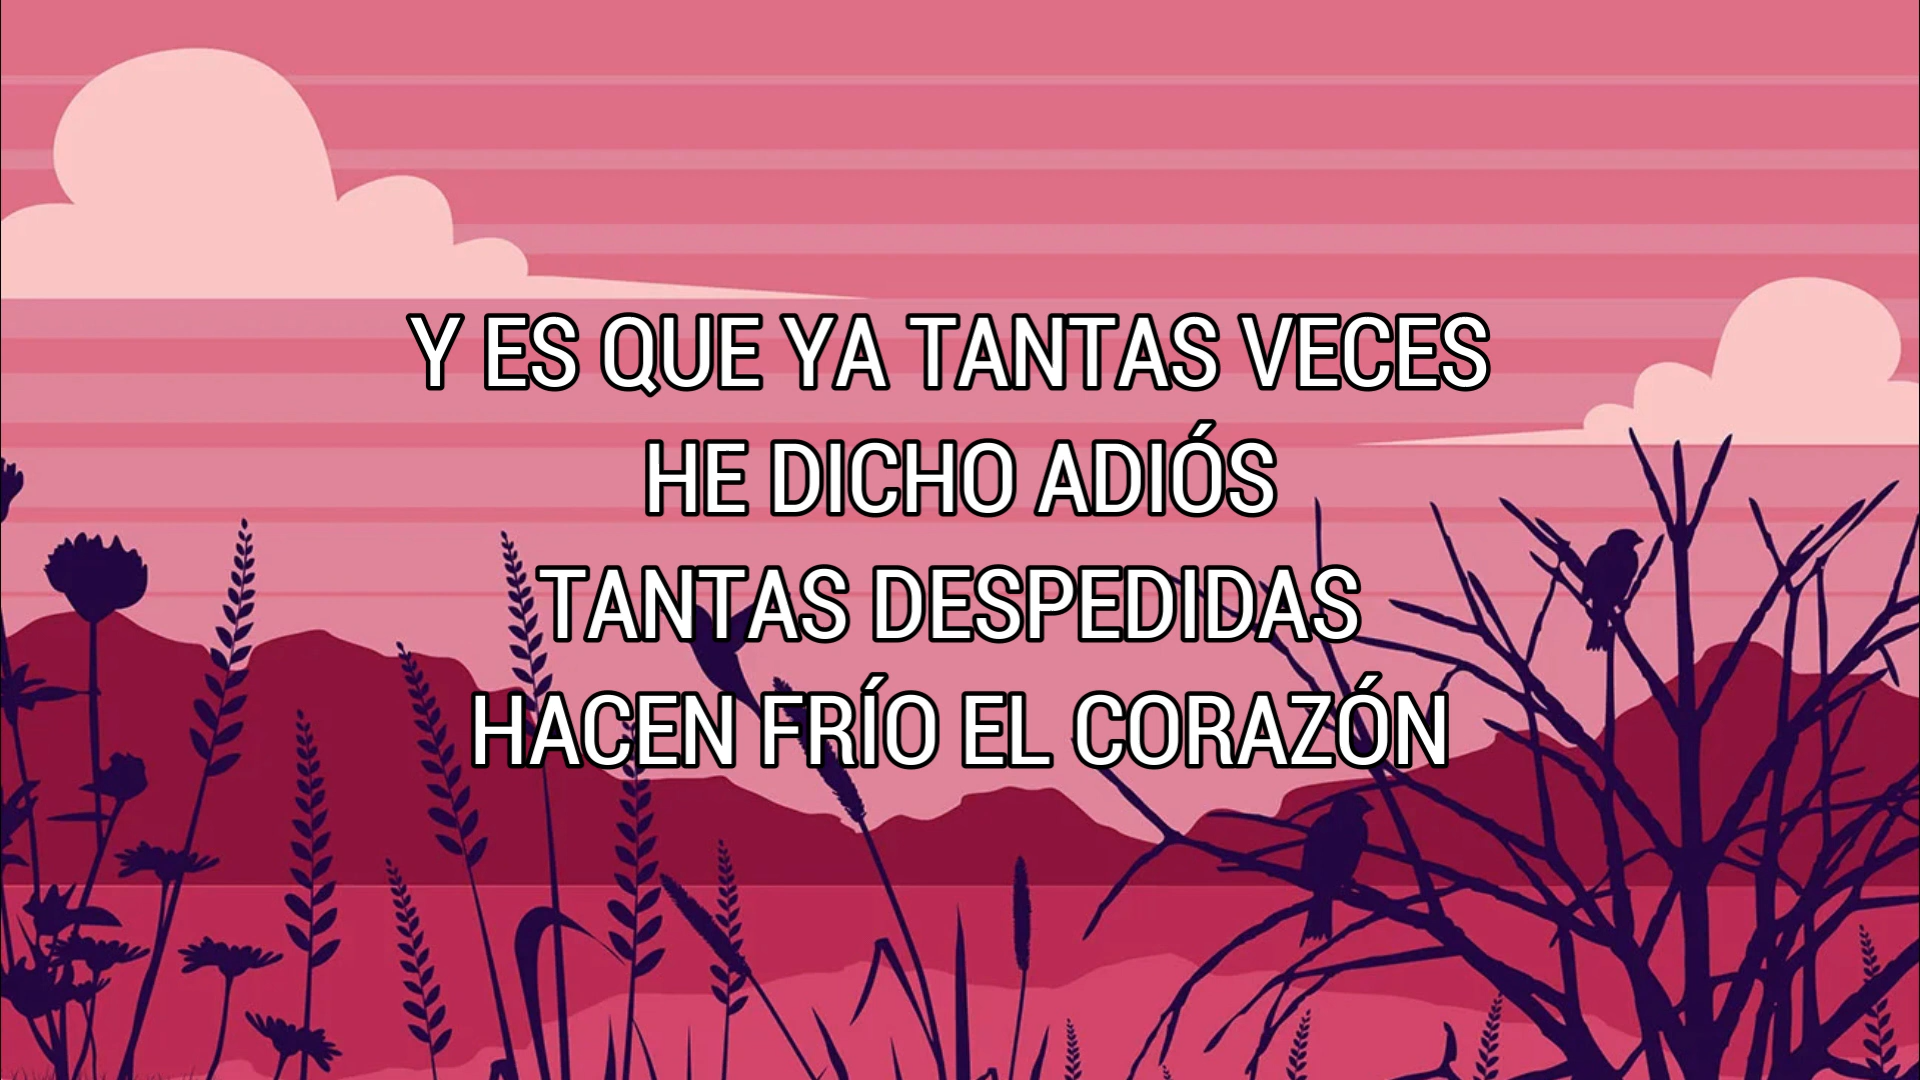 Y ES QUE YA TANTAS VECES
HE DICHO ADIÓS
TANTAS DESPEDIDAS
HACEN FRÍO EL CORAZÓN